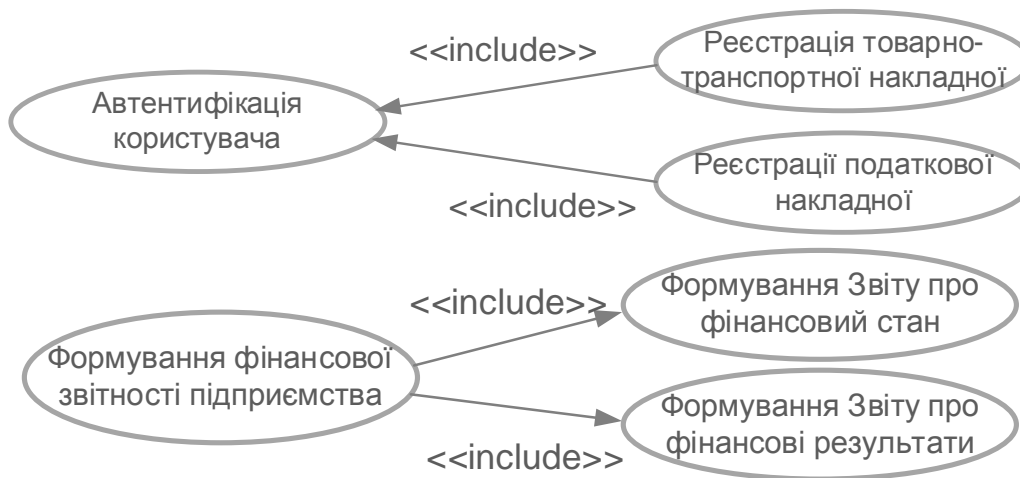 <<include>>
Реєстрація товарно-
транспортної накладної
Автентифікація
користувача
Реєстрації податкової
накладної
<<include>>
<<include>>
Формування Звіту про
фінансовий стан
Формування фінансової
звітності підприємства
Формування Звіту про
фінансові результати
<<include>>